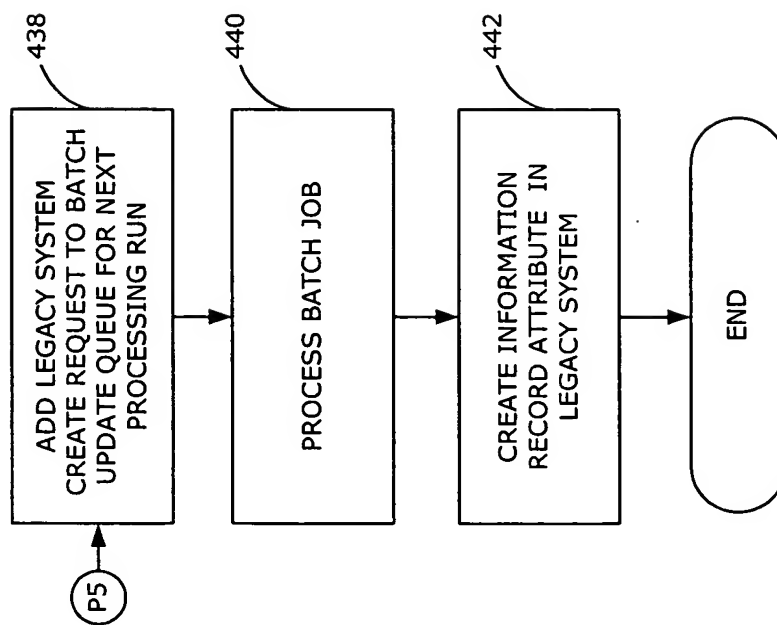 P5
438
ADD LEGACY SYSTEM
CREATE REQUEST TO BATCH
UPDATE QUEUE FOR NEXT
PROCESSING RUN
440
PROCESS BATCH JOB
442
CREATE INFORMATION
RECORD ATTRIBUTE IN
LEGACY SYSTEM
END